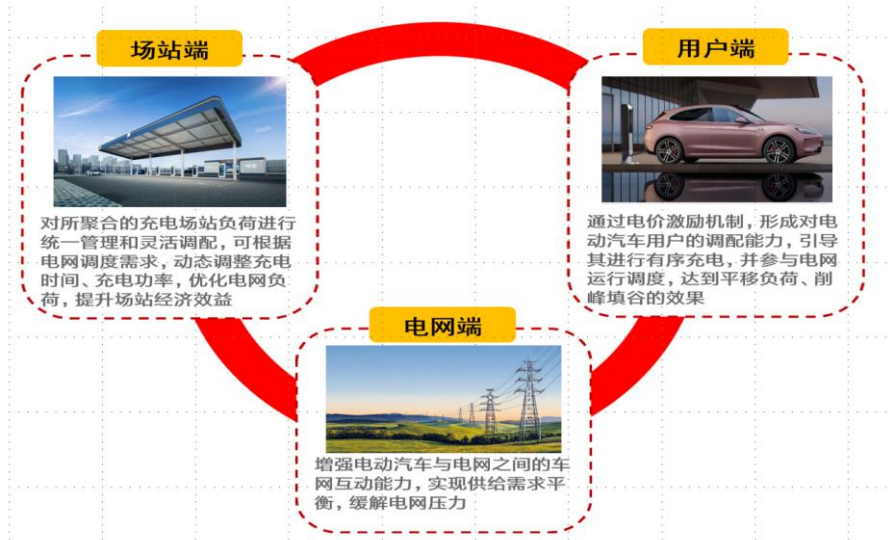 场站端
对所聚合的充电场站负荷进行
统一管理和灵活调配，可根据
电网调度需求，动态调整充电
时间、充电功率，优化电网负
荷，提升场站经济效益
用户端
通过电价激励机制，形成对电
动汽车用户的调配能力，引导
其进行有序充电，并参与电网
运行调度，达到平移负荷、削
峰填谷的效果
电网端
增强电动汽车与电网之间的车
网互动能力，实现供给需求平
衡，缓解电网压力